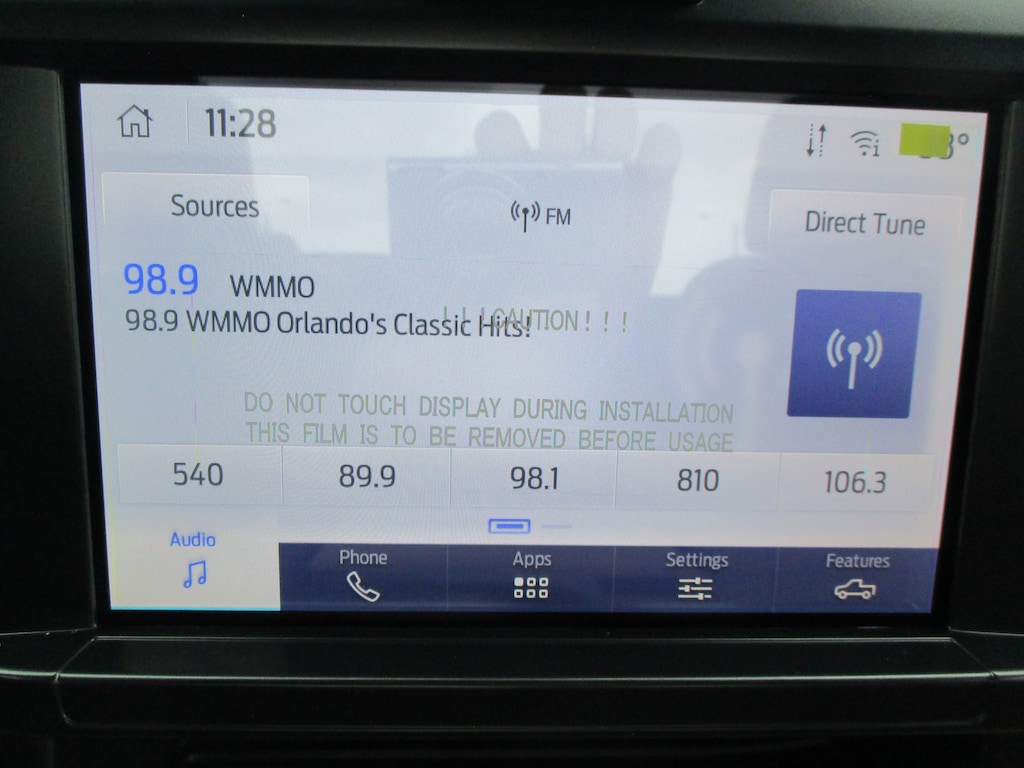 11:28
Sources
FM
Direct Tune
98.9 WMMO
98.9 WMMO Orlando's Classic Hits!
! ! ! CAUTION ! ! !
DO NOT TOUCH DISPLAY DURING INSTALLATION
THIS FILM IS TO BE REMOVED BEFORE USAGE
540 89.9 98.1 810 106.3
Audio Phone Apps Settings Features